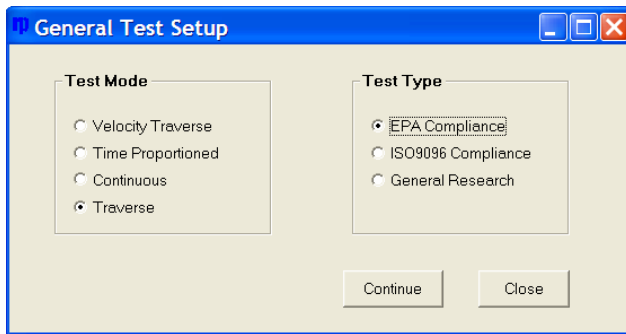 rp General Test Setup
Test Mode
Velocity Traverse
Time Proportioned
Continuous
Traverse
Test Type
EPA Compliance
ISO9096 Compliance
General Research
Continue
Close